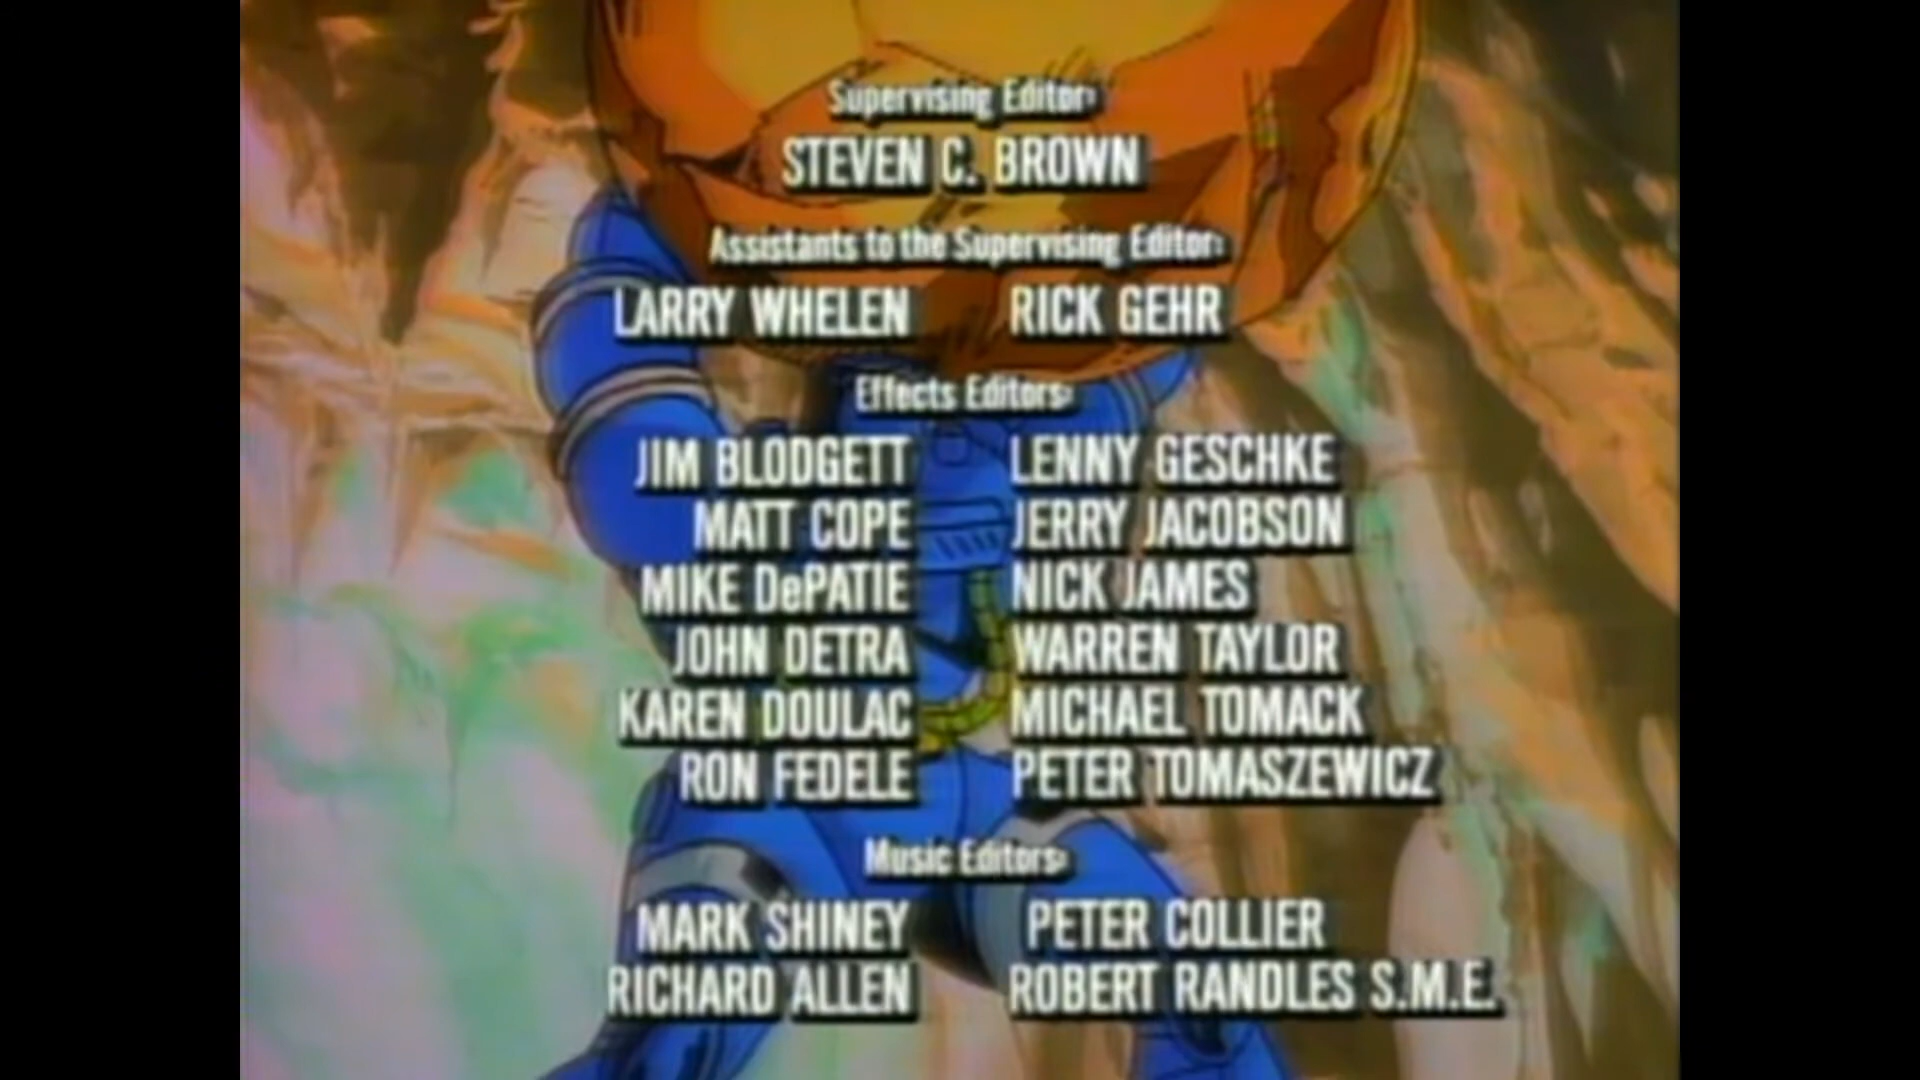 Supervising Editor:
STEVEN C. BROWN
Assistants to the Supervising Editor:
LARRY WHELEN RICK GEHR
Effects Editors:
JIM BLODGETT LENNY GESCHKE
MATT COPE JERRY JACOBSON
MIKE DePATIE NICK JAMES
JOHN DETRA WARREN TAYLOR
KAREN DOULAC MICHAEL TOMACK
RON FEDELE PETER TOMASZEWICZ
Music Editors:
MARK SHINEY PETER COLLIER
RICHARD ALLEN ROBERT RANDLES S.M.E.